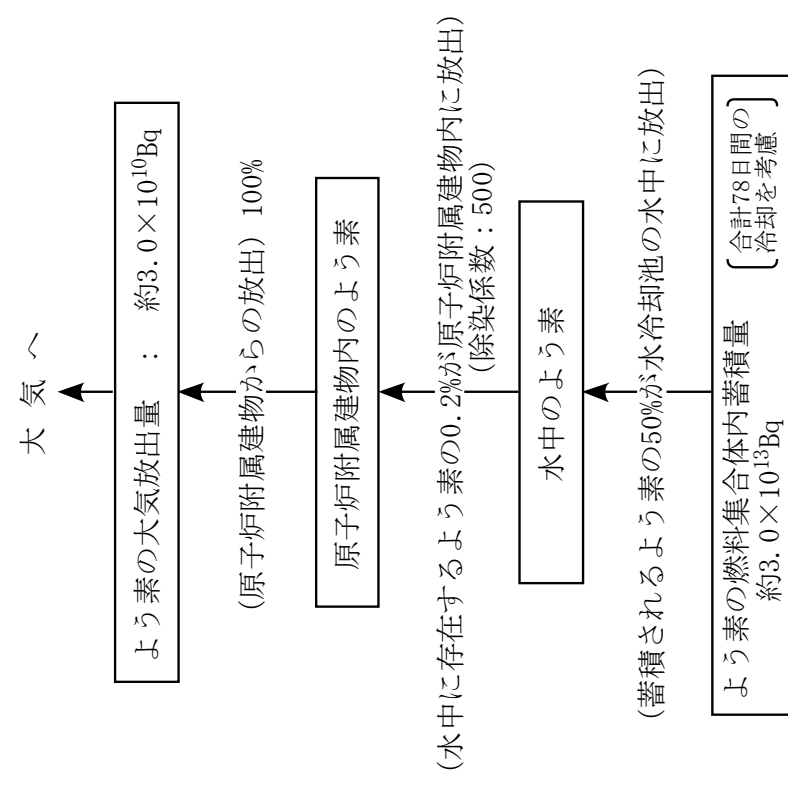 大 気 へ
よう素の大気放出量 ： 約3.0×10¹⁰Bq
(原子炉附属建物からの放出) 100%
原子炉附属建物内のよう素
(水中に存在するよう素の0.2%が原子炉附属建物内に放出)
(除染係数：500)
水中のよう素
(蓄積されるよう素の50%が水冷却池の水中に放出)
よう素の燃料集合体内蓄積量
約3.0×10¹³Bq
合計78日間の
冷却を考慮